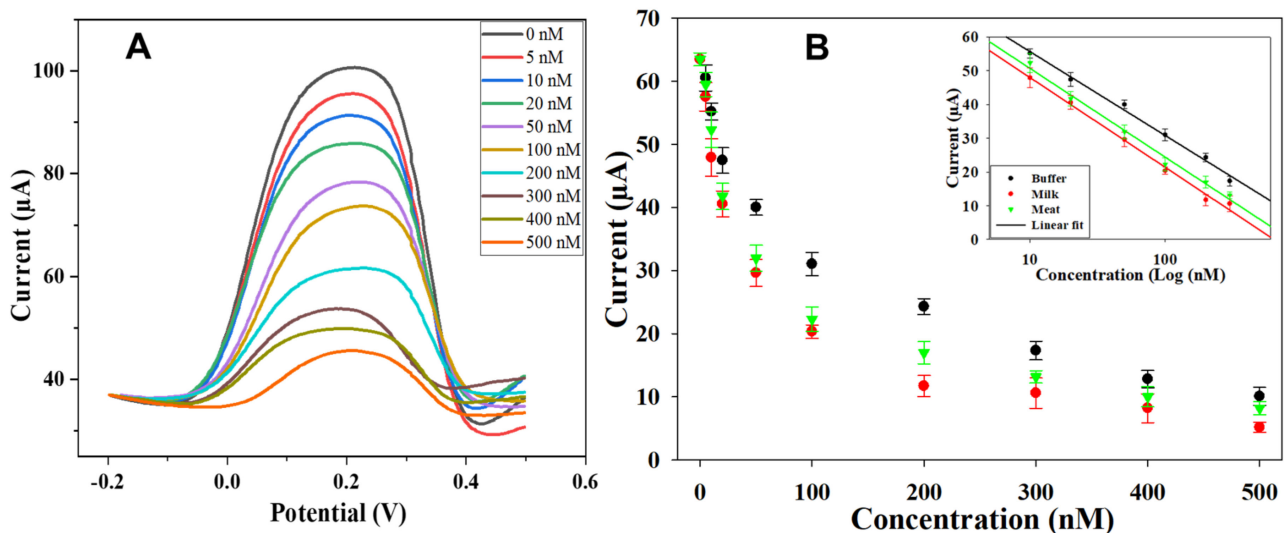 A
0 nM
5 nM
10 nM
20 nM
50 nM
100 nM
200 nM
300 nM
400 nM
500 nM
Current (µA)
100
80
60
40
-0.2
0.0
0.2
0.4
0.6
Potential (V)
B
Current (µA)
70
60
50
40
30
20
10
0
0
100
200
300
400
500
Concentration (nM)
Current (µA)
60
50
40
30
20
10
0
Buffer
Milk
Meat
Linear fit
10
100
Concentration (Log (nM)